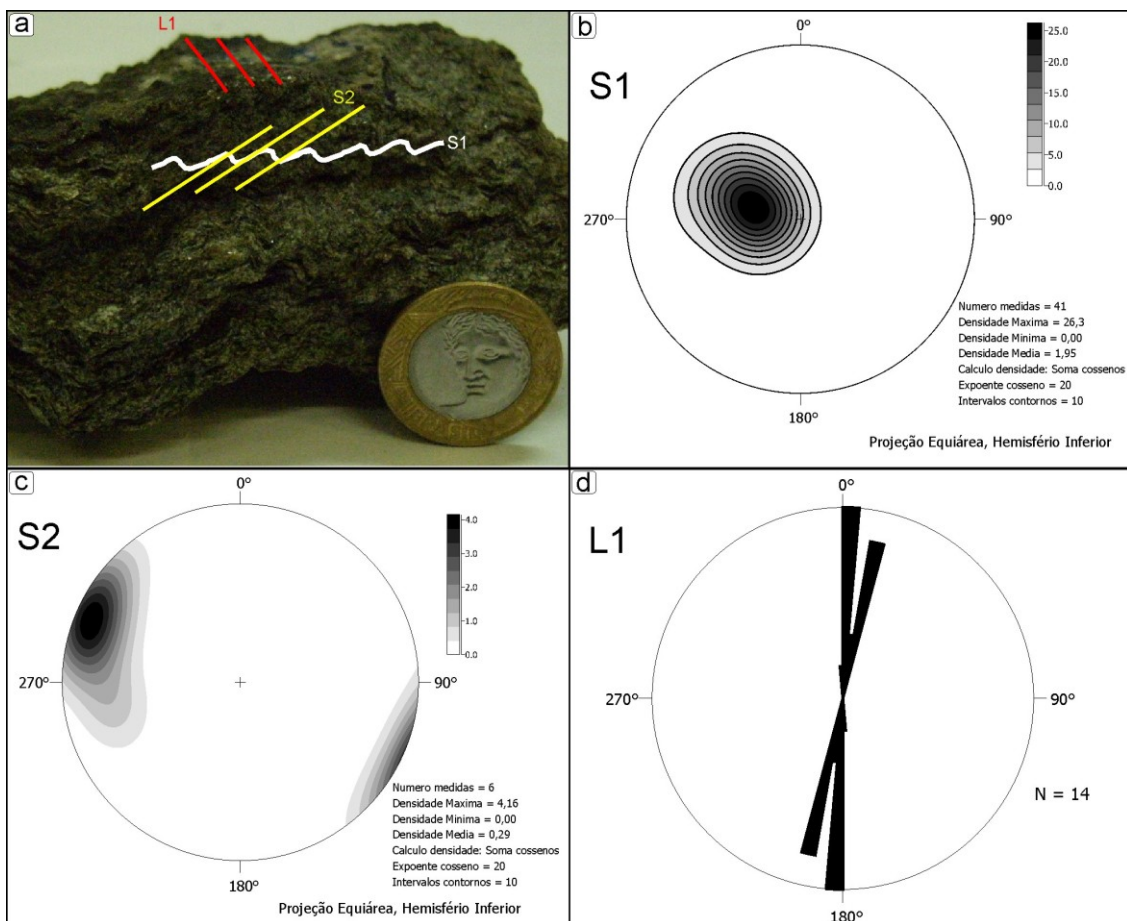 a
L1
S2
S1
b
S1
0°
270°
90°
180°
25.0
20.0
15.0
10.0
5.0
0.0
Numero medidas = 41
Densidade Maxima = 26,3
Densidade Minima = 0,00
Densidade Media = 1,95
Calculo densidade: Soma cossenos
Expoente cosseno = 20
Intervalos contornos = 10
Projeção Equiárea, Hemisfério Inferior
c
S2
0°
270°
90°
180°
4.0
3.0
2.0
1.0
0.0
Numero medidas = 6
Densidade Maxima = 4,16
Densidade Minima = 0,00
Densidade Media = 0,29
Calculo densidade: Soma cossenos
Expoente cosseno = 20
Intervalos contornos = 10
Projeção Equiárea, Hemisfério Inferior
d
L1
0°
270°
90°
N = 14
180°